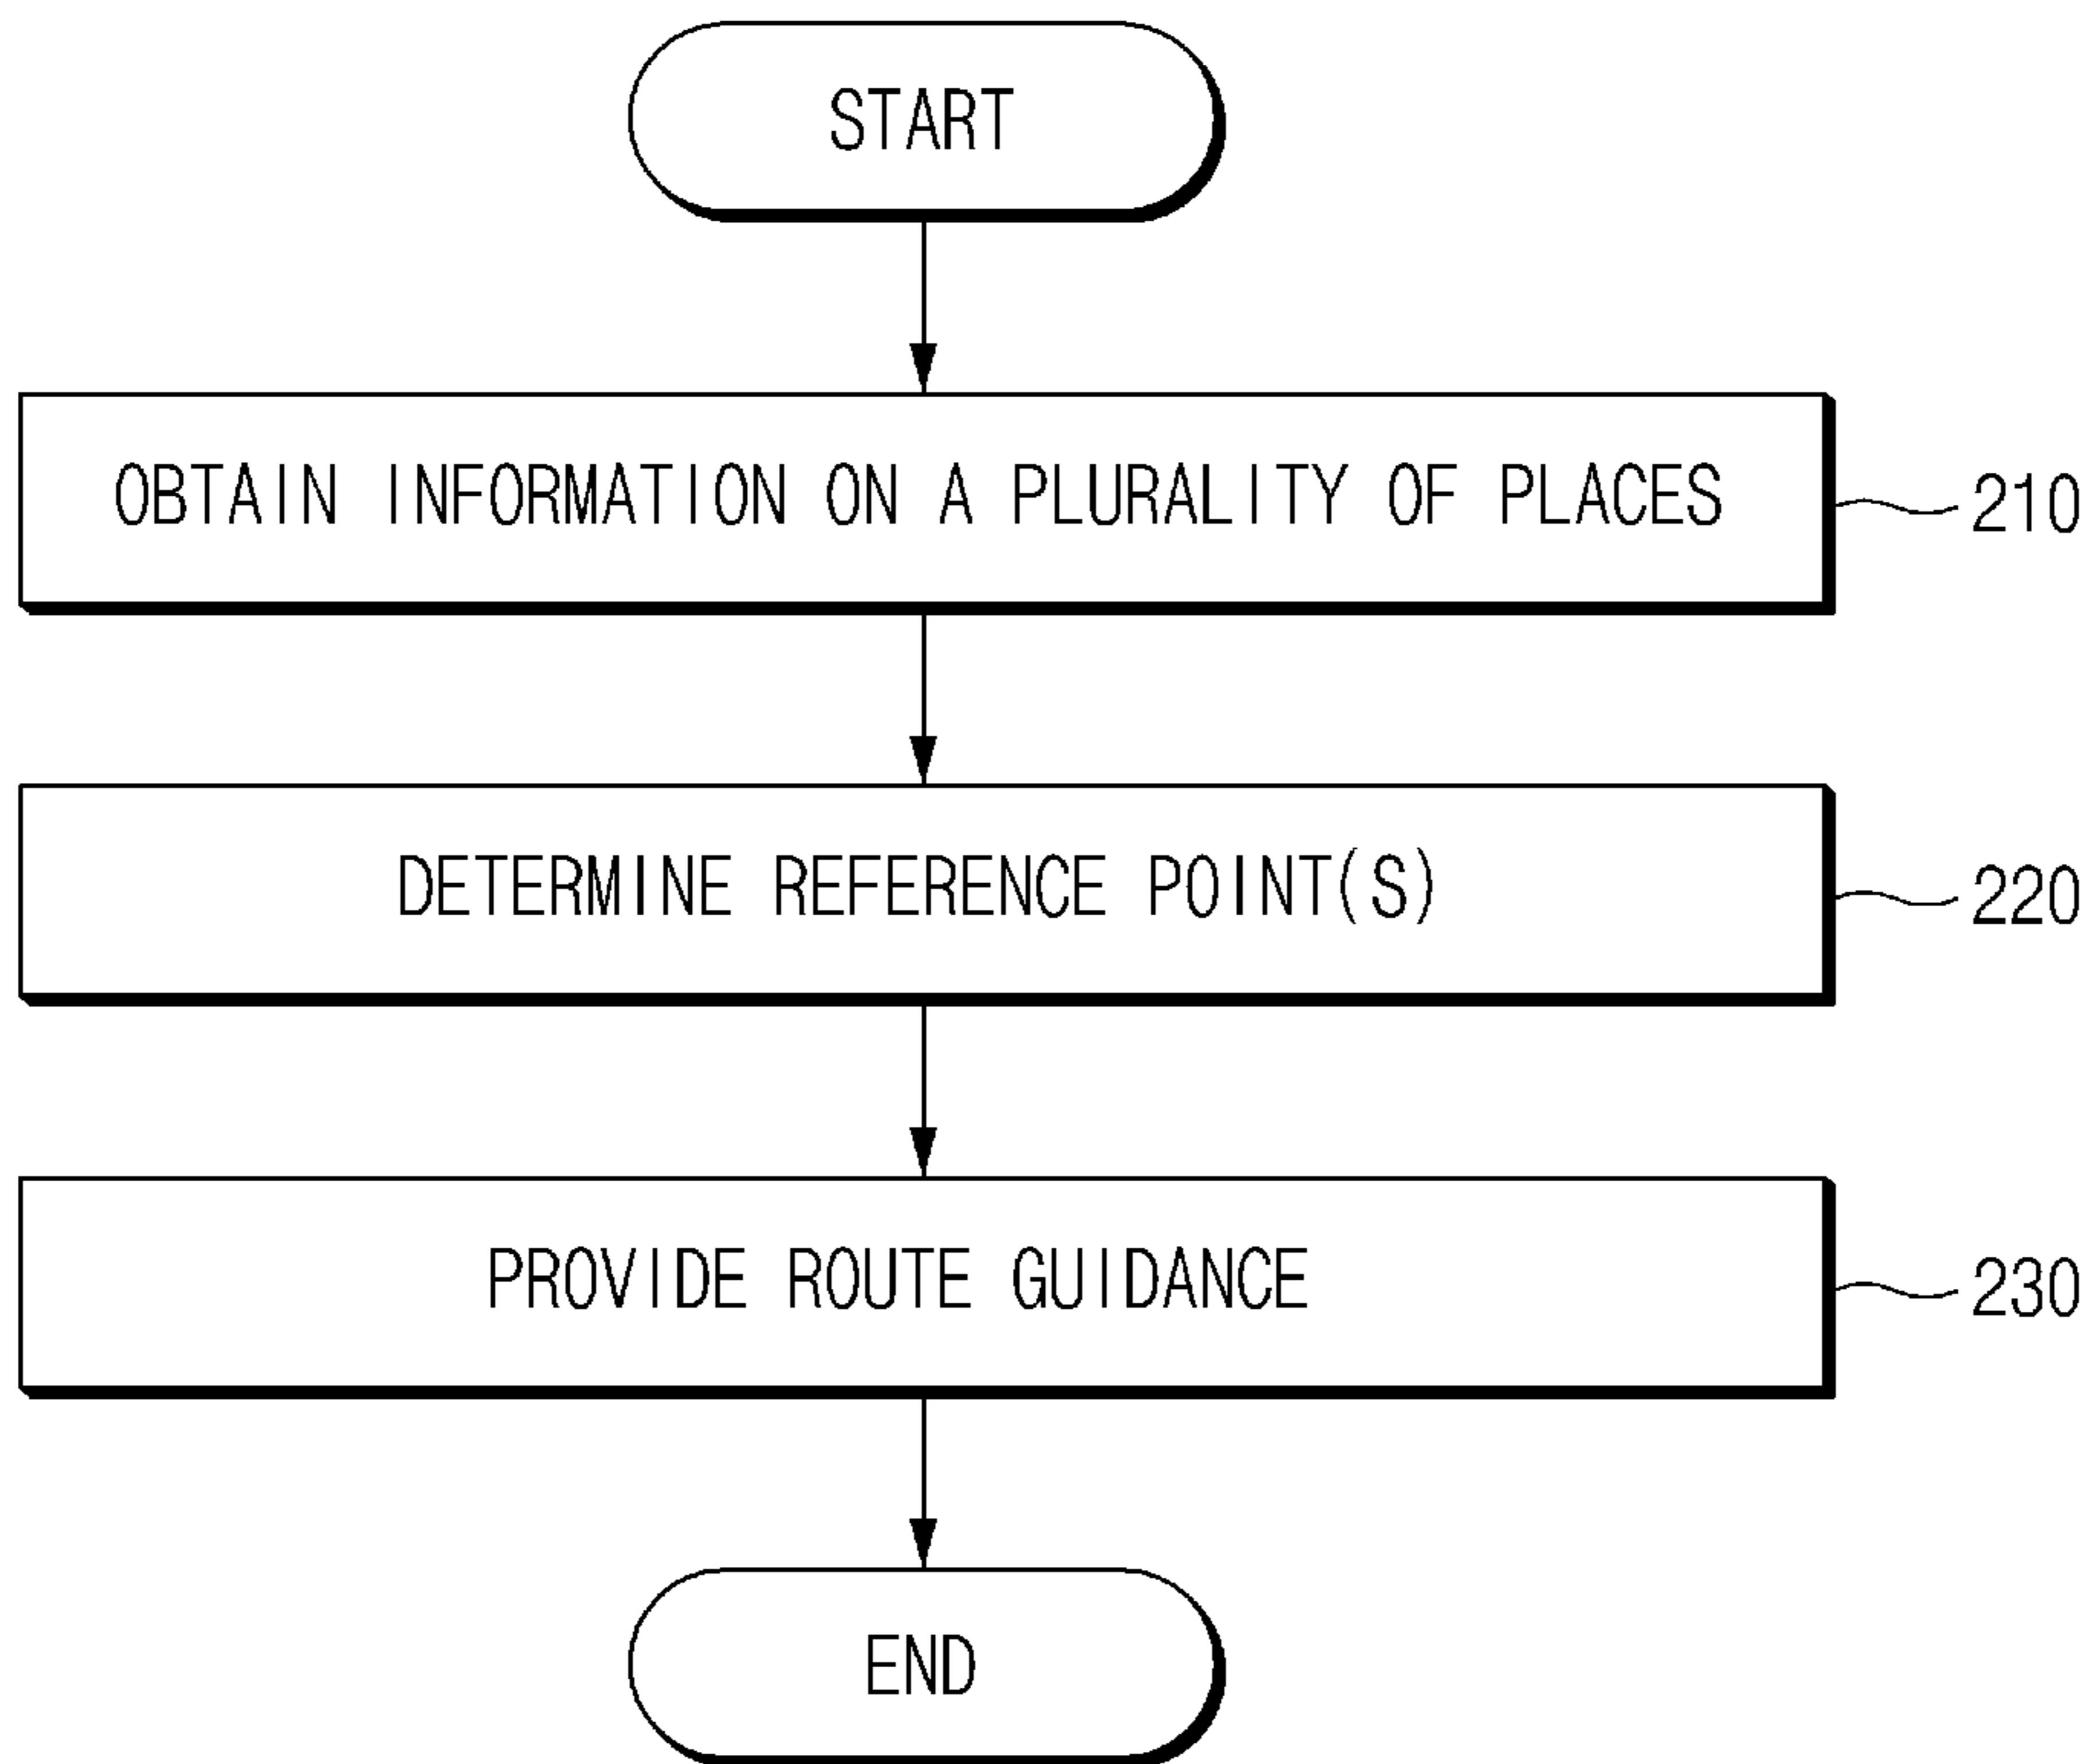 START
OBTAIN INFORMATION ON A PLURALITY OF PLACES
210
DETERMINE REFERENCE POINT(S)
220
PROVIDE ROUTE GUIDANCE
230
END